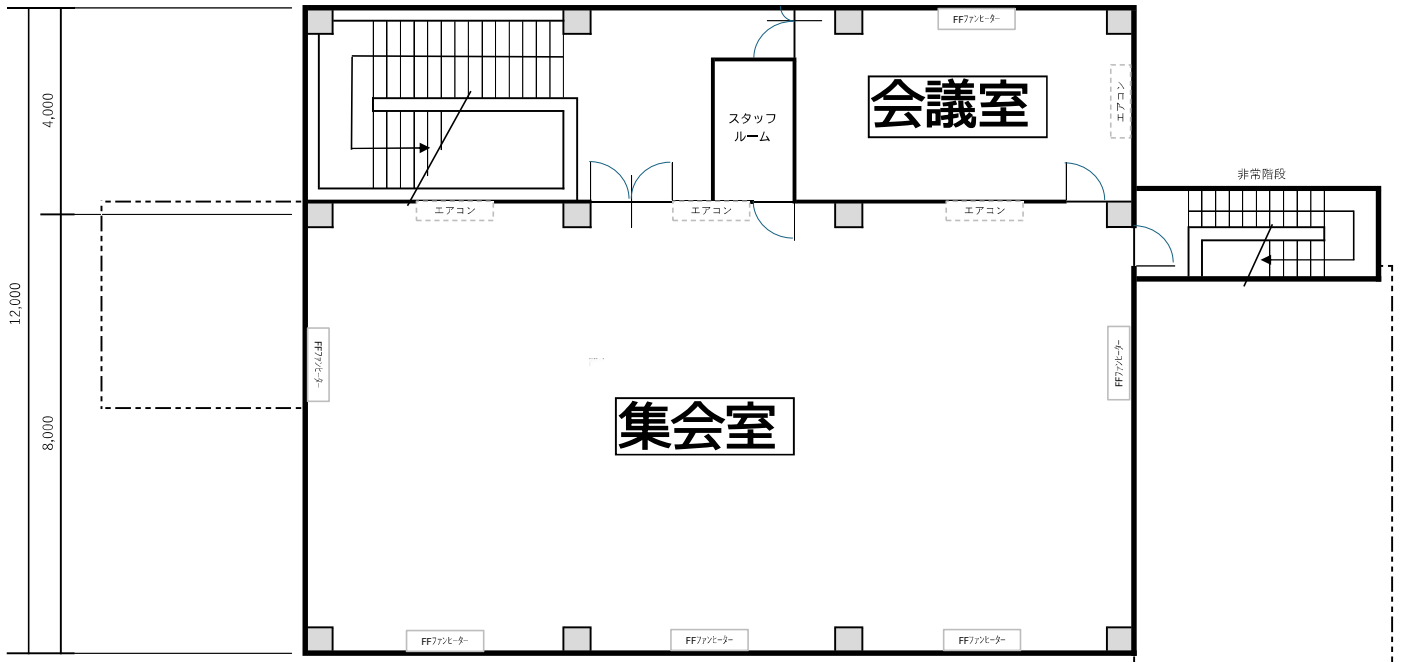 FFファンヒーター
4,000
会議室
エアコン
スタッフ
ルーム
非常階段
エアコン
エアコン
エアコン
12,000
FFファンヒーター
FFファンヒーター
8,000
集会室
FFファンヒーター
FFファンヒーター
FFファンヒーター